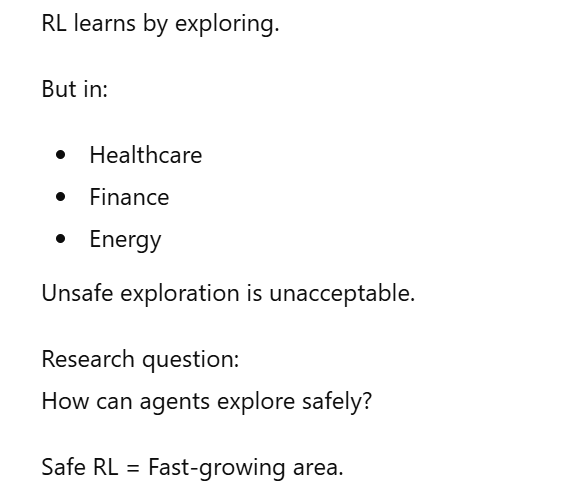 RL learns by exploring.
But in:
• Healthcare
• Finance
• Energy
Unsafe exploration is unacceptable.
Research question:
How can agents explore safely?
Safe RL = Fast-growing area.